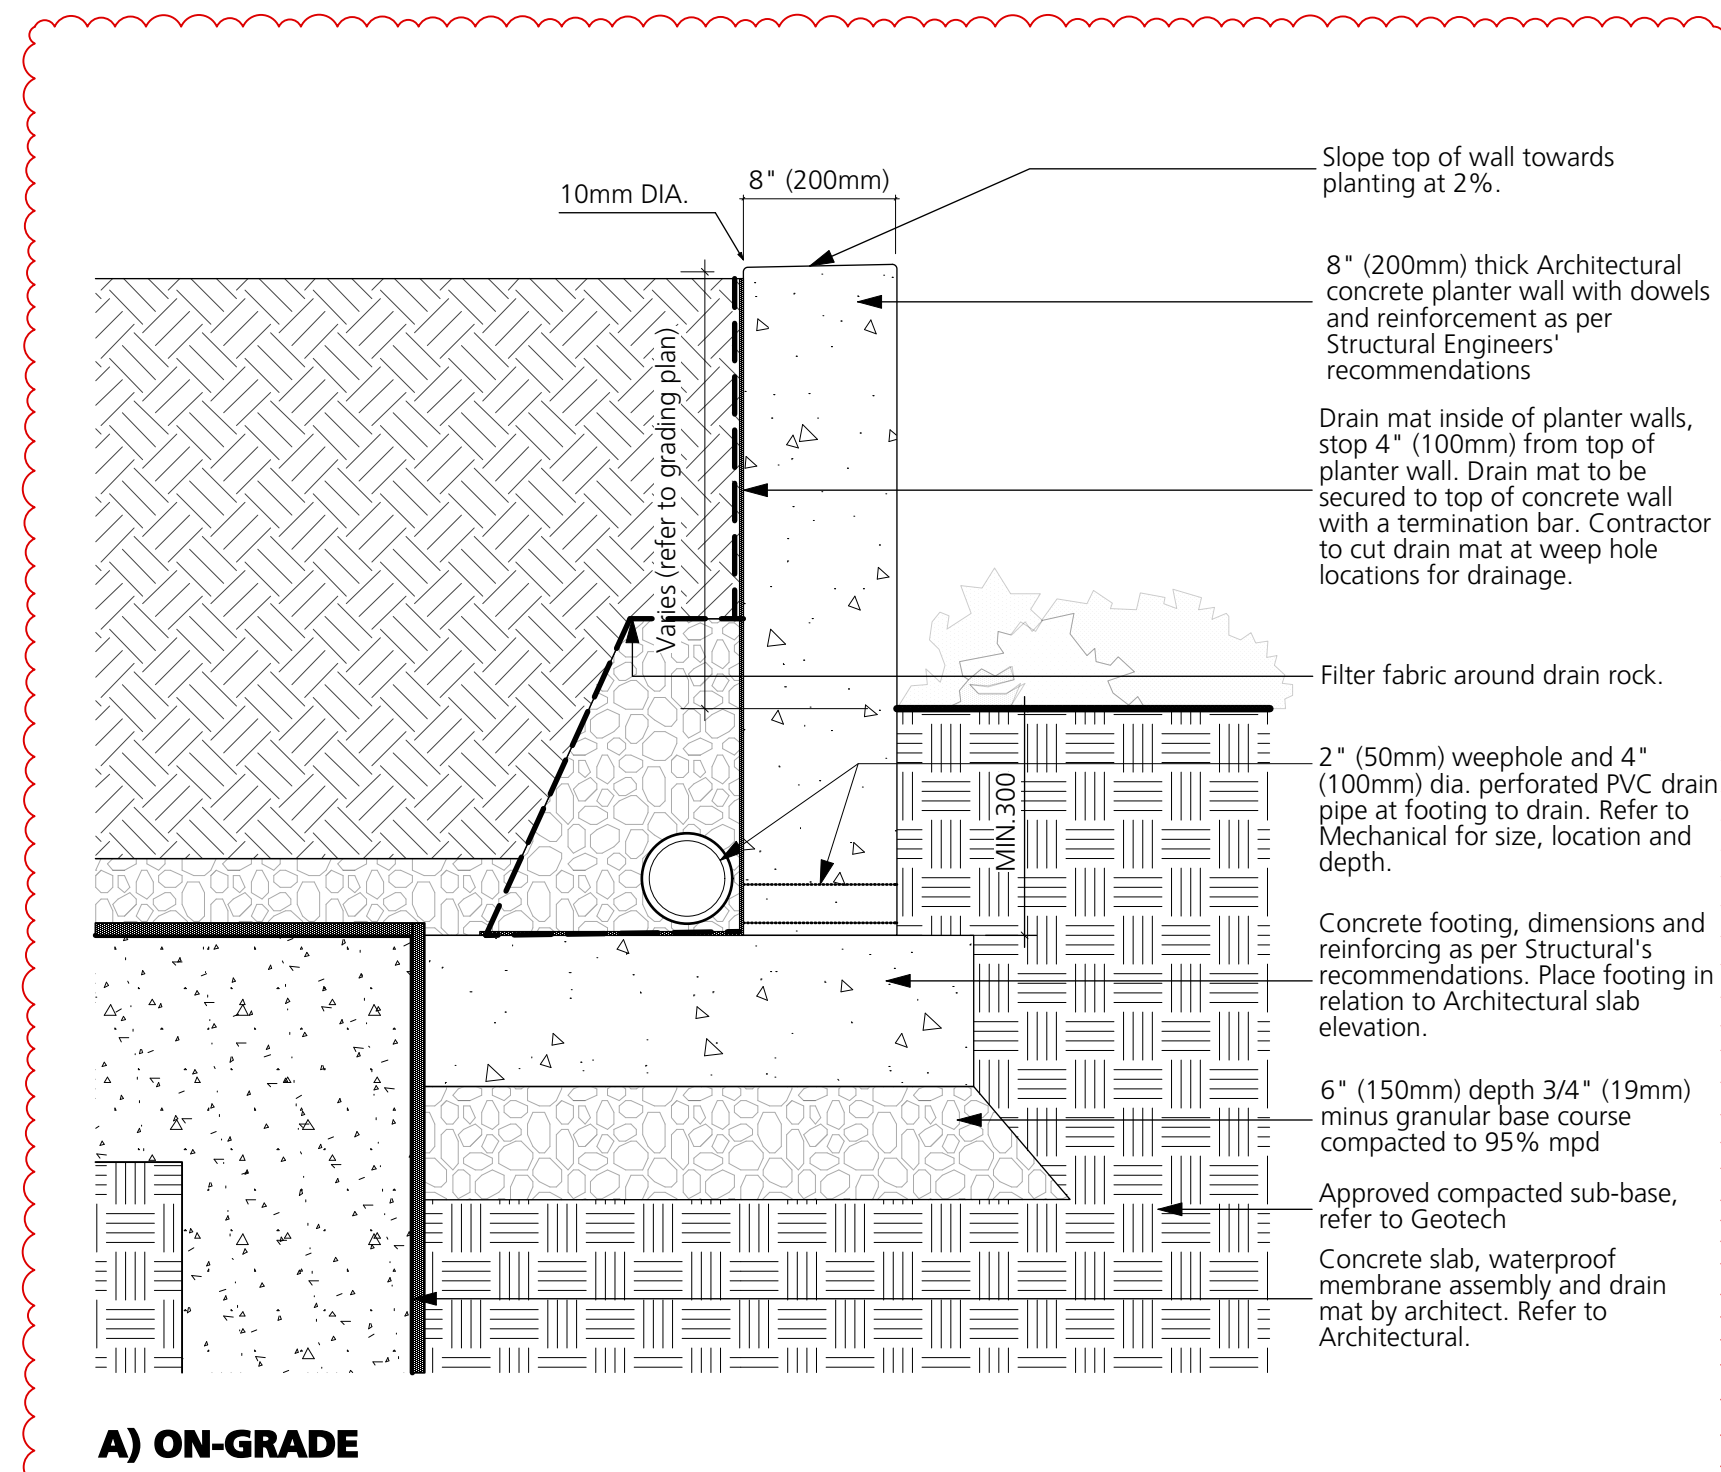 10mm DIA.
8" (200mm)
Slope top of wall towards
planting at 2%.
8" (200mm) thick Architectural
concrete planter wall with dowels
and reinforcement as per
Structural Engineers'
recommendations
Varies (refer to grading plan)
Drain mat inside of planter walls,
stop 4" (100mm) from top of
planter wall. Drain mat to be
secured to top of concrete wall
with a termination bar. Contractor
to cut drain mat at weep hole
locations for drainage.
Filter fabric around drain rock.
MIN.300
2" (50mm) weephole and 4"
(100mm) dia. perforated PVC drain
pipe at footing to drain. Refer to
Mechanical for size, location and
depth.
Concrete footing, dimensions and
reinforcing as per Structural's
recommendations. Place footing in
relation to Architectural slab
elevation.
6" (150mm) depth 3/4" (19mm)
minus granular base course
compacted to 95% mpd
Approved compacted sub-base,
refer to Geotech
Concrete slab, waterproof
membrane assembly and drain
mat by architect. Refer to
Architectural.
A) ON-GRADE